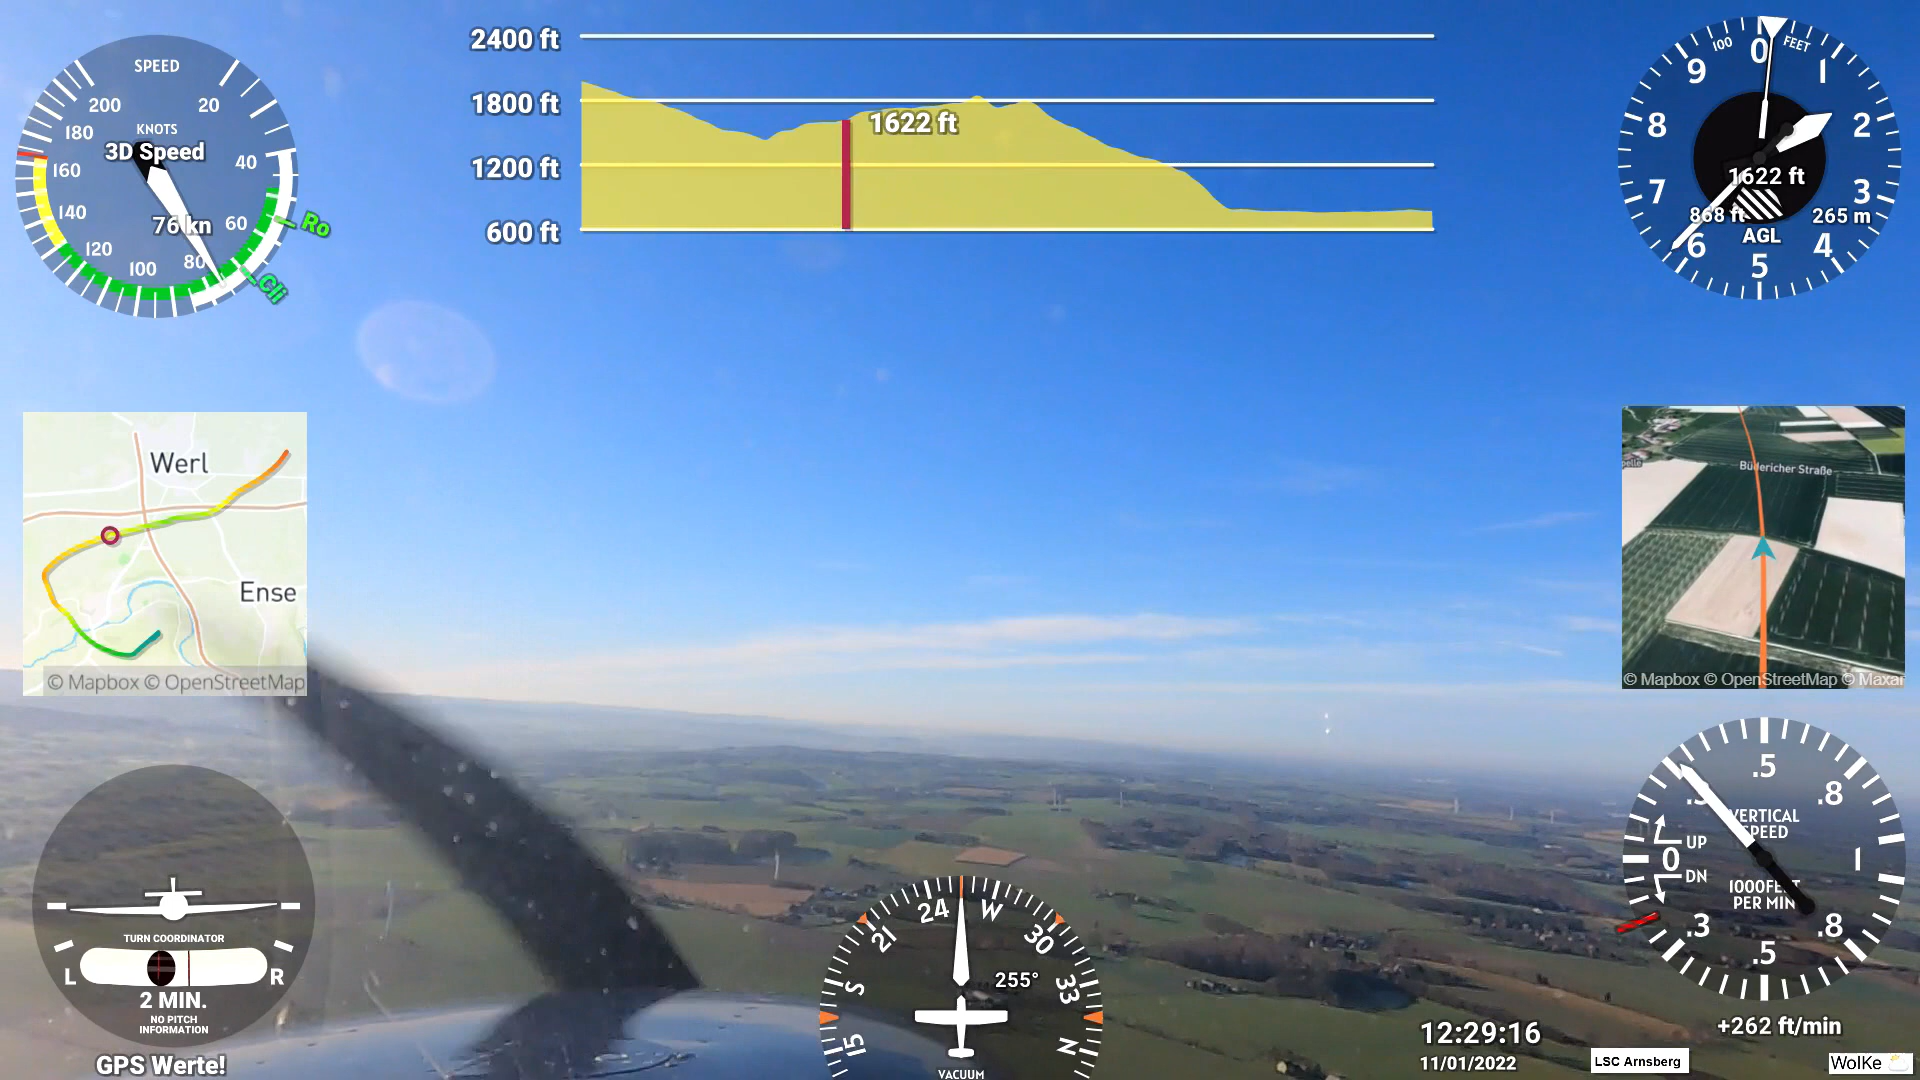 SPEED
200
20
180
KNOTS
3D Speed
160
40
140
76 kn
60
Ro
120
100
80
Cli
2400 ft
1800 ft
1622 ft
1200 ft
600 ft
100
0
FEET
9
1
8
2
1622 ft
7
3
868 ft
265 m
AGL
6
4
5
Werl
Ense
© Mapbox © OpenStreetMap
Büdericher Straße
© Mapbox © OpenStreetMap © Maxar
TURN COORDINATOR
L
R
2 MIN.
NO PITCH
INFORMATION
GPS Werte!
24
W
21
30
255°
S
33
15
N
VACUUM
.5
.8
VERTICAL
SPEED
UP
0
1
DN
1000FEET
PER MIN
.3
.8
.5
+262 ft/min
12:29:16
11/01/2022
LSC Arnsberg
WolKe